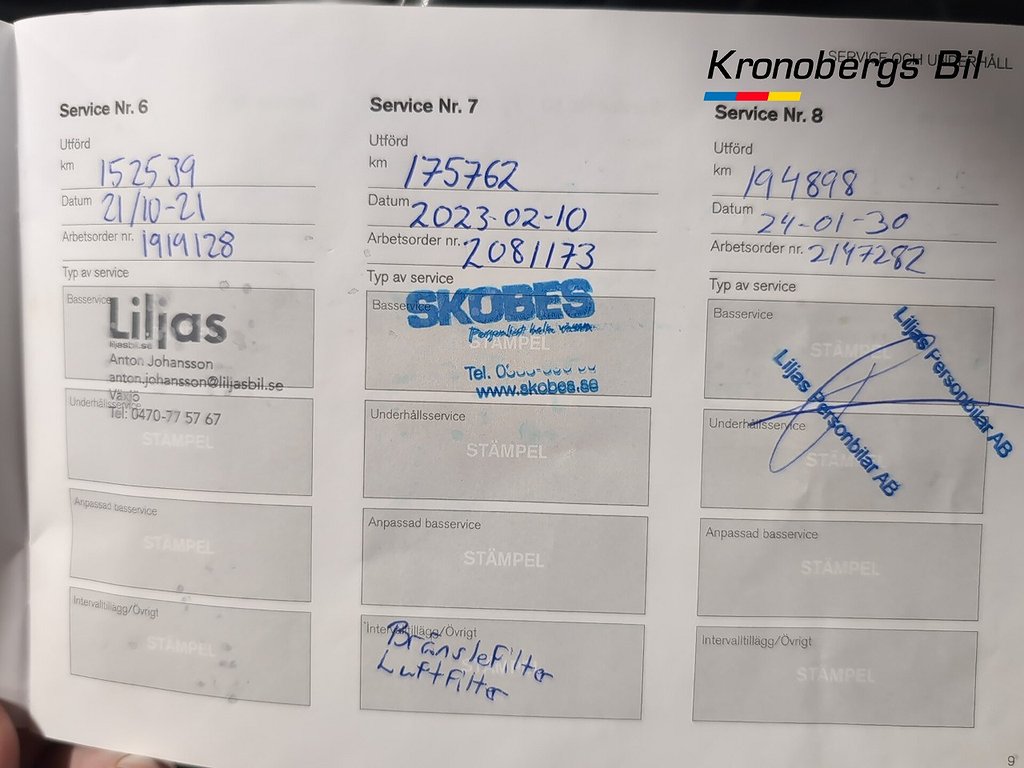 Kronobergs Bil
SERVICE OCH UNDERHÅLL
Service Nr. 6
Utförd
km 152539
Datum 21/10-21
Arbetsorder nr. 1919128
Typ av service
Basservice
Liljas
liljasbil.se
Anton Johansson
anton.johansson@liljasbil.se
Växjö
Tel: 0470-77 57 67
Underhållsservice
STÄMPEL
Anpassad basservice
STÄMPEL
Intervalltillägg/Övrigt
STÄMPEL
Service Nr. 7
Utförd
km 175762
Datum 2023-02-10
Arbetsorder nr. 2081173
Typ av service
Basservice
SKOBES
Personligt hela vägen
STÄMPEL
Tel.
www.skobes.se
Underhållsservice
STÄMPEL
Anpassad basservice
STÄMPEL
Intervalltillägg/Övrigt
Bränslefilter
Luftfilter
STÄMPEL
Service Nr. 8
Utförd
km 194898
Datum 24-01-30
Arbetsorder nr. 2147282
Typ av service
Basservice
STÄMPEL
Liljas Personbilar AB
Liljas Personbilar AB
Underhållsservice
STÄMPEL
Anpassad basservice
STÄMPEL
Intervalltillägg/Övrigt
STÄMPEL
9